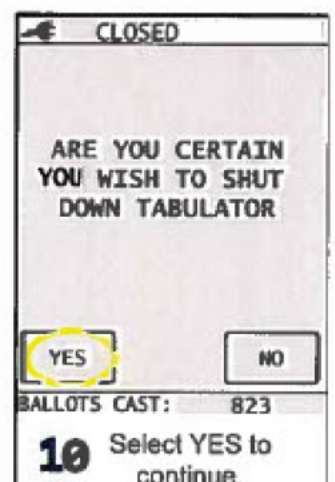 CLOSED
ARE YOU CERTAIN
YOU WISH TO SHUT
DOWN TABULATOR
YES NO
BALLOTS CAST: 823
10 Select YES to
continue.